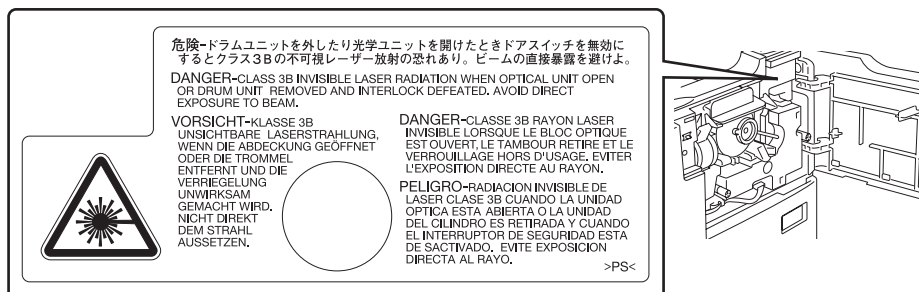 危険-ドラムユニットを外したり光学ユニットを開けたときドアスイッチを無効に
するとクラス3Bの不可視レーザー放射の恐れあり。ビームの直接暴露を避けよ。
DANGER-CLASS 3B INVISIBLE LASER RADIATION WHEN OPTICAL UNIT OPEN
OR DRUM UNIT REMOVED AND INTERLOCK DEFEATED. AVOID DIRECT
EXPOSURE TO BEAM.
VORSICHT-KLASSE 3B
UNSICHTBARE LASERSTRAHLUNG,
WENN DIE ABDECKUNG GEÖFFNET
ODER DIE TROMMEL
ENTFERNT UND DIE
VERRIEGELUNG
UNWIRKSAM
GEMACHT WIRD.
NICHT DIREKT
DEM STRAHL
AUSSETZEN.
DANGER-CLASSE 3B RAYON LASER
INVISIBLE LORSQUE LE BLOC OPTIQUE
EST OUVERT, LE TAMBOUR RETIRE ET LE
VERROUILLAGE HORS D'USAGE. EVITER
L'EXPOSITION DIRECTE AU RAYON.
PELIGRO-RADIACION INVISIBLE DE
LASER CLASE 3B CUANDO LA UNIDAD
OPTICA ESTA ABIERTA O LA UNIDAD
DEL CILINDRO ES RETIRADA Y CUANDO
EL INTERRUPTOR DE SEGURIDAD ESTA
DE SACTIVADO. EVITE EXPOSICION
DIRECTA AL RAYO.
>PS<